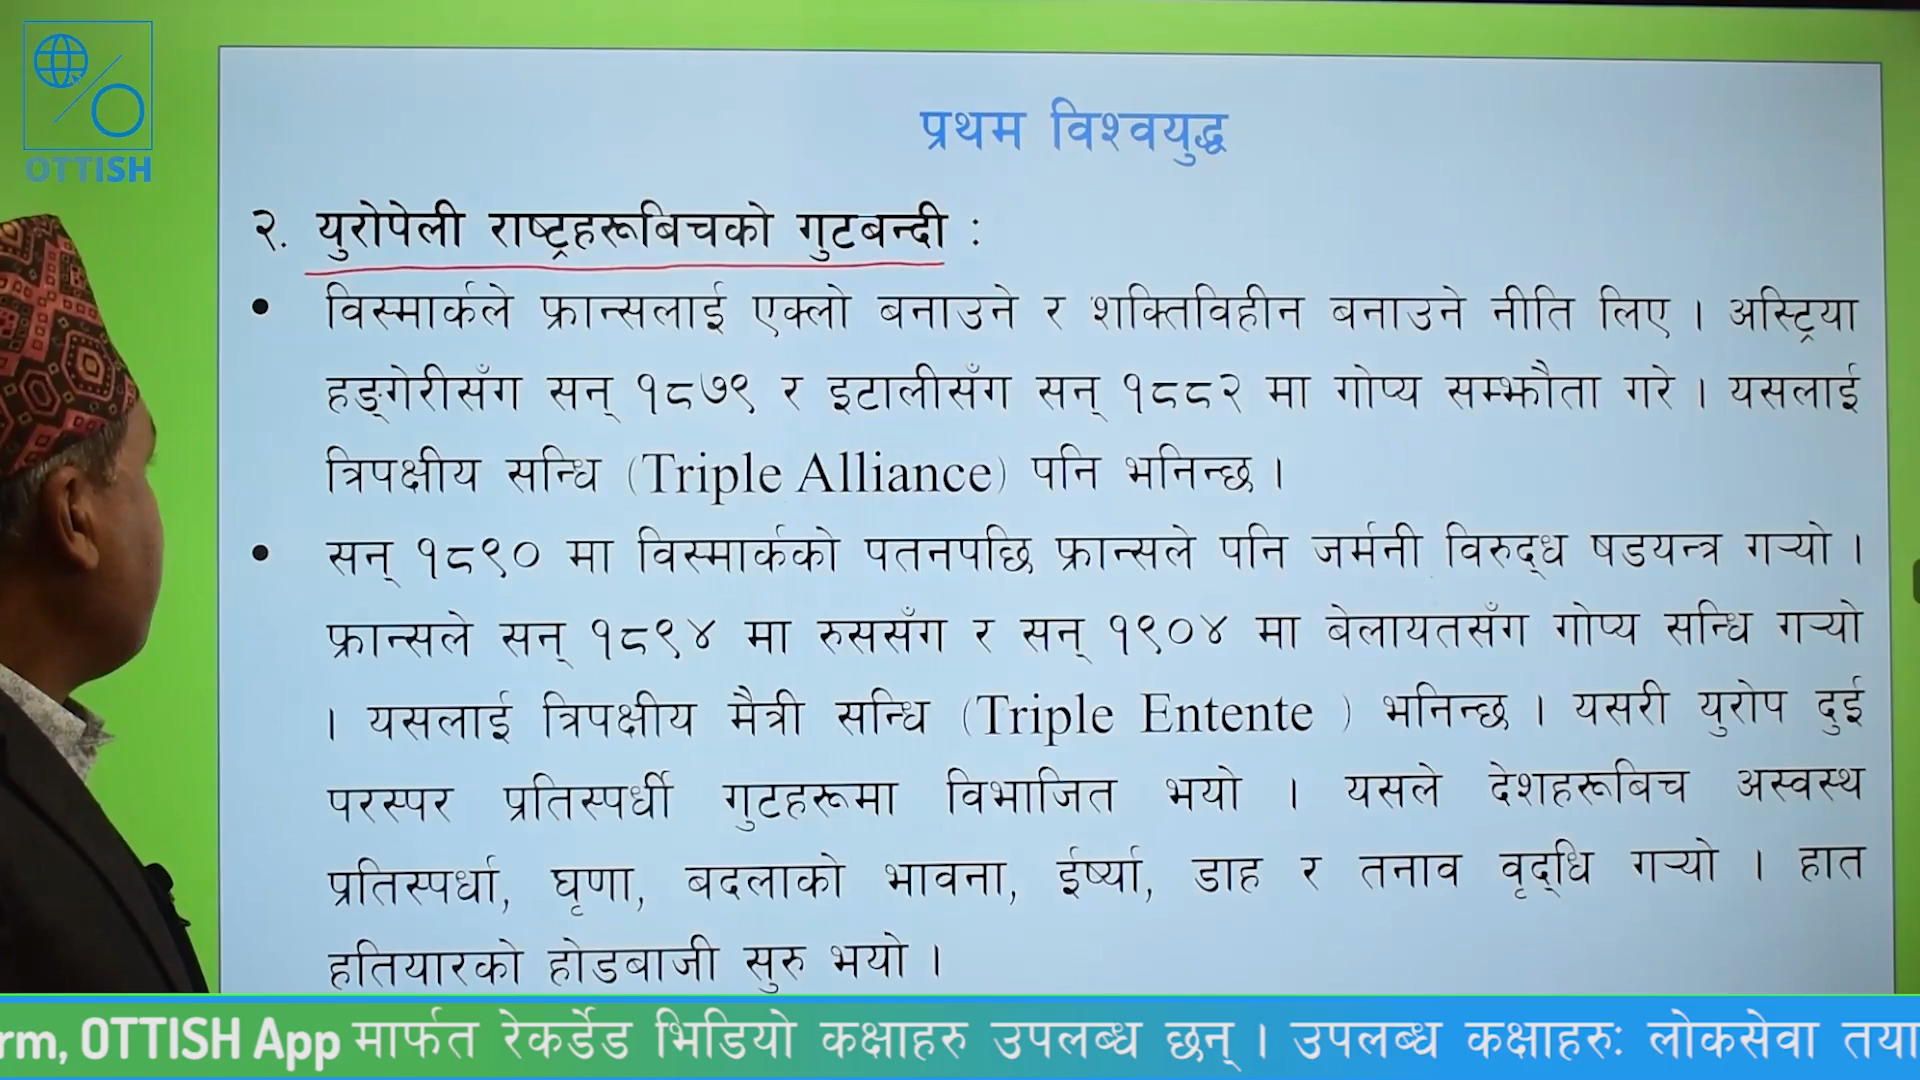 OTTISH
प्रथम विश्वयुद्ध
२. युरोपेली राष्ट्रहरूबिचको गुटबन्दी :
• विस्मार्कले फ्रान्सलाई एक्लो बनाउने र शक्तिविहीन बनाउने नीति लिए । अस्ट्रिया
हङ्गेरीसँग सन् १८७९ र इटालीसँग सन् १८८२ मा गोप्य सम्झौता गरे । यसलाई
त्रिपक्षीय सन्धि (Triple Alliance) पनि भनिन्छ ।
• सन् १८९० मा विस्मार्कको पतनपछि फ्रान्सले पनि जर्मनी विरुद्ध षडयन्त्र गर्‍यो ।
फ्रान्सले सन् १८९४ मा रुससँग र सन् १९०४ मा बेलायतसँग गोप्य सन्धि गर्‍यो
। यसलाई त्रिपक्षीय मैत्री सन्धि (Triple Entente ) भनिन्छ । यसरी युरोप दुई
परस्पर प्रतिस्पर्धी गुटहरूमा विभाजित भयो । यसले देशहरूबिच अस्वस्थ
प्रतिस्पर्धा, घृणा, बदलाको भावना, ईर्ष्या, डाह र तनाव वृद्धि गर्‍यो । हात
हतियारको होडबाजी सुरु भयो ।
rm, OTTISH App मार्फत रेकर्डेड भिडियो कक्षाहरु उपलब्ध छन् । उपलब्ध कक्षाहरुः लोकसेवा तया